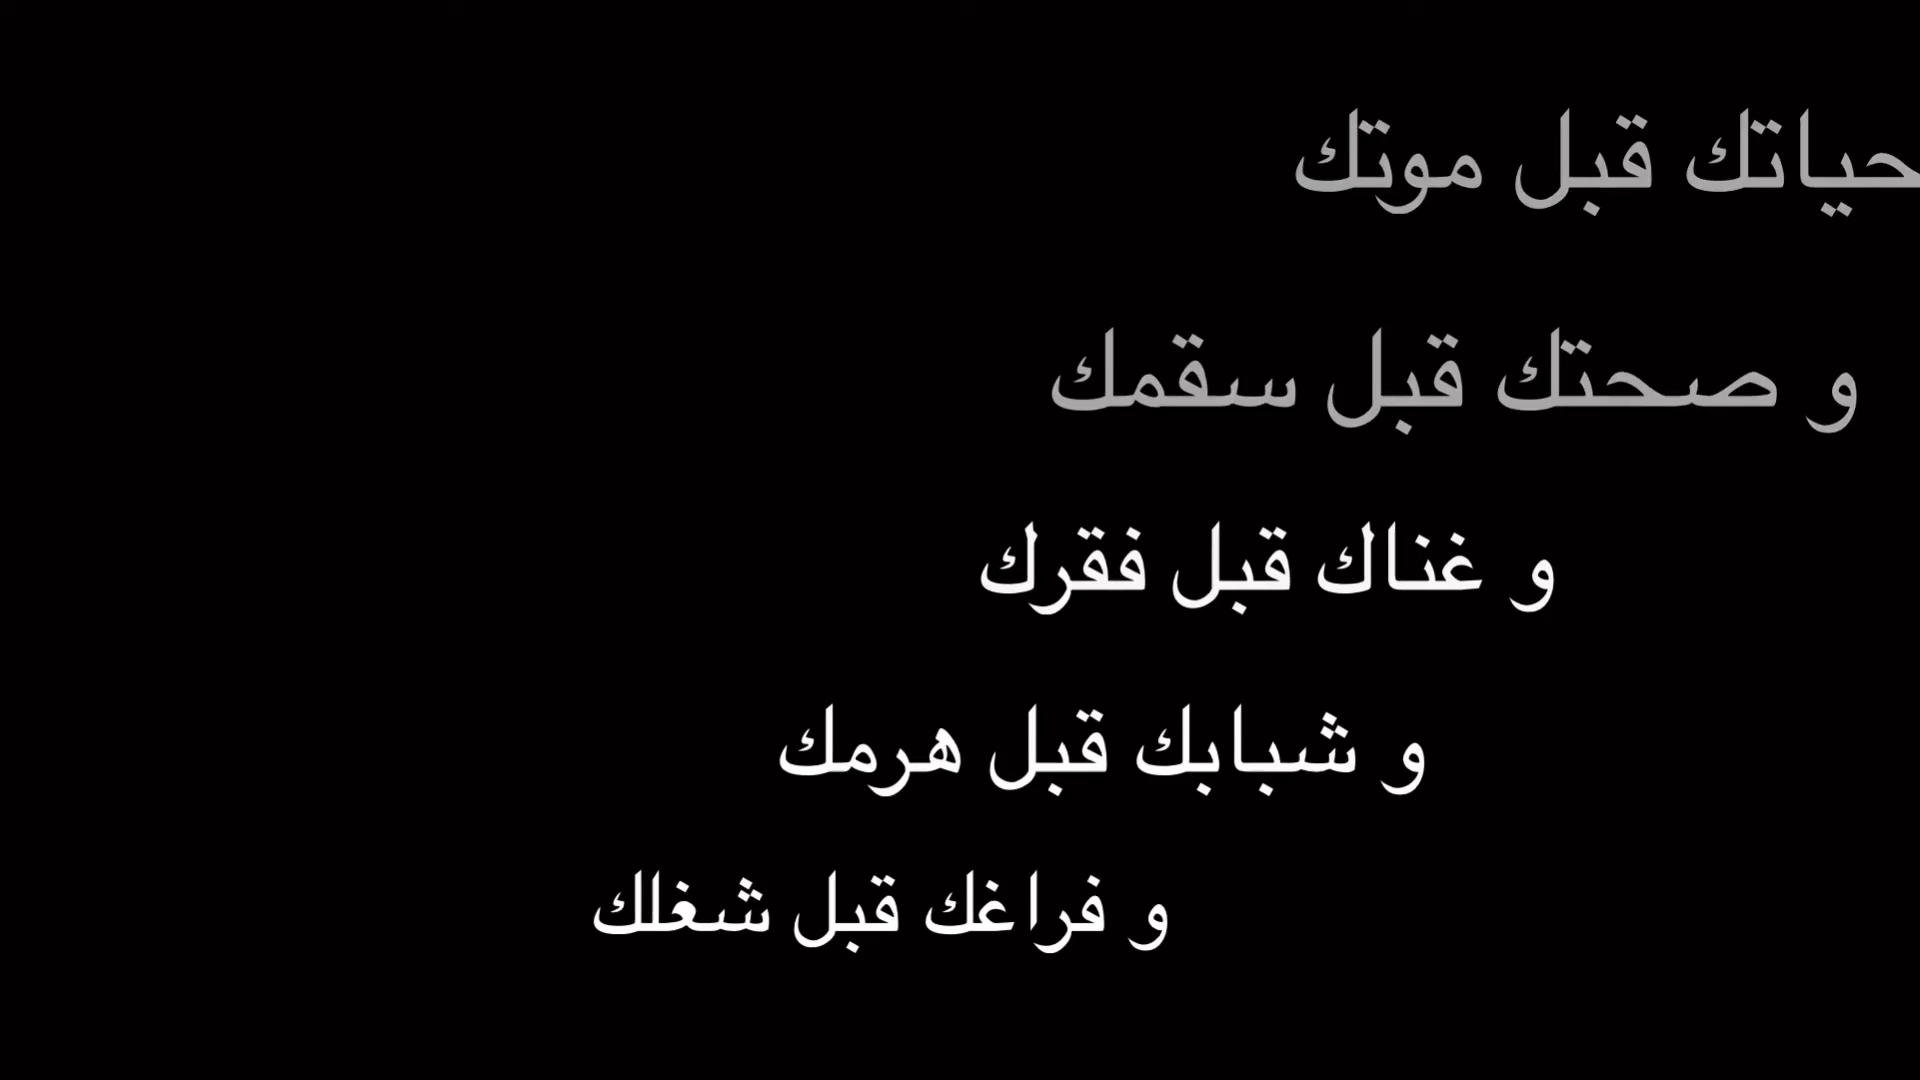 حياتك قبل موتك
و صحتك قبل سقمك
و غناك قبل فقرك
و شبابك قبل هرمك
و فراغك قبل شغلك